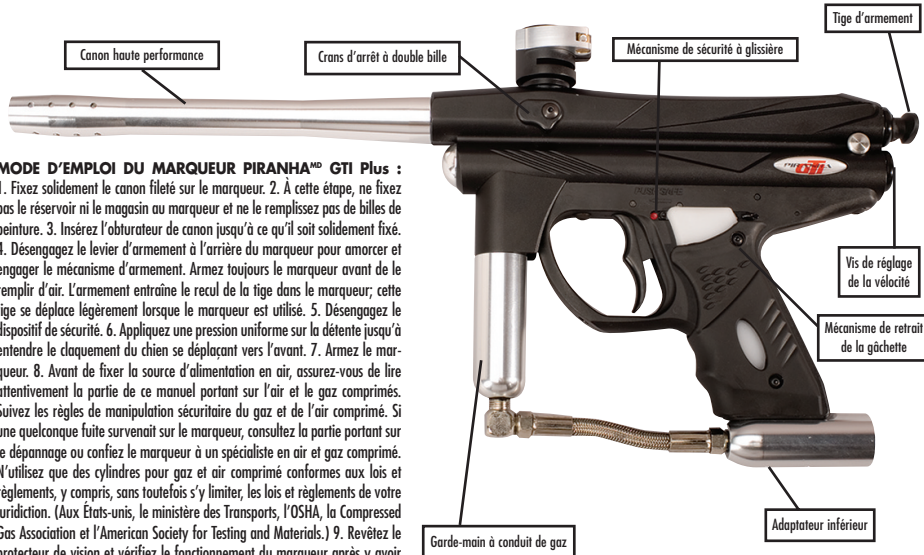 Tige d'armement
Canon haute performance
Crans d'arrêt à double bille
Mécanisme de sécurité à glissière
MODE D'EMPLOI DU MARQUEUR PIRANHAᴹᴰ GTI Plus :
1. Fixez solidement le canon fileté sur le marqueur. 2. À cette étape, ne fixez
pas le réservoir ni le magasin au marqueur et ne le remplissez pas de billes de
peinture. 3. Insérez l'obturateur de canon jusqu'à ce qu'il soit solidement fixé.
4. Désengagez le levier d'armement à l'arrière du marqueur pour amorcer et
engager le mécanisme d'armement. Armez toujours le marqueur avant de le
remplir d'air. L'armement entraîne le recul de la tige dans le marqueur; cette
tige se déplace légèrement lorsque le marqueur est utilisé. 5. Désengagez le
dispositif de sécurité. 6. Appliquez une pression uniforme sur la détente jusqu'à
entendre le claquement du chien se déplaçant vers l'avant. 7. Armez le mar-
queur. 8. Avant de fixer la source d'alimentation en air, assurez-vous de lire
attentivement la partie de ce manuel portant sur l'air et le gaz comprimés.
Suivez les règles de manipulation sécuritaire du gaz et de l'air comprimé. Si
une quelconque fuite survenait sur le marqueur, consultez la partie portant sur
le dépannage ou confiez le marqueur à un spécialiste en air et gaz comprimé.
N'utilisez que des cylindres pour gaz et air comprimé conformes aux lois et
règlements, y compris, sans toutefois s'y limiter, les lois et règlements de votre
juridiction. (Aux États-unis, le ministère des Transports, l'OSHA, la Compressed
Gas Association et l'American Society for Testing and Materials.) 9. Revêtez le
protecteur de vision et vérifiez le fonctionnement du marqueur après y avoir
GTI
Vis de réglage
de la vélocité
Mécanisme de retrait
de la gâchette
Adaptateur inférieur
Garde-main à conduit de gaz